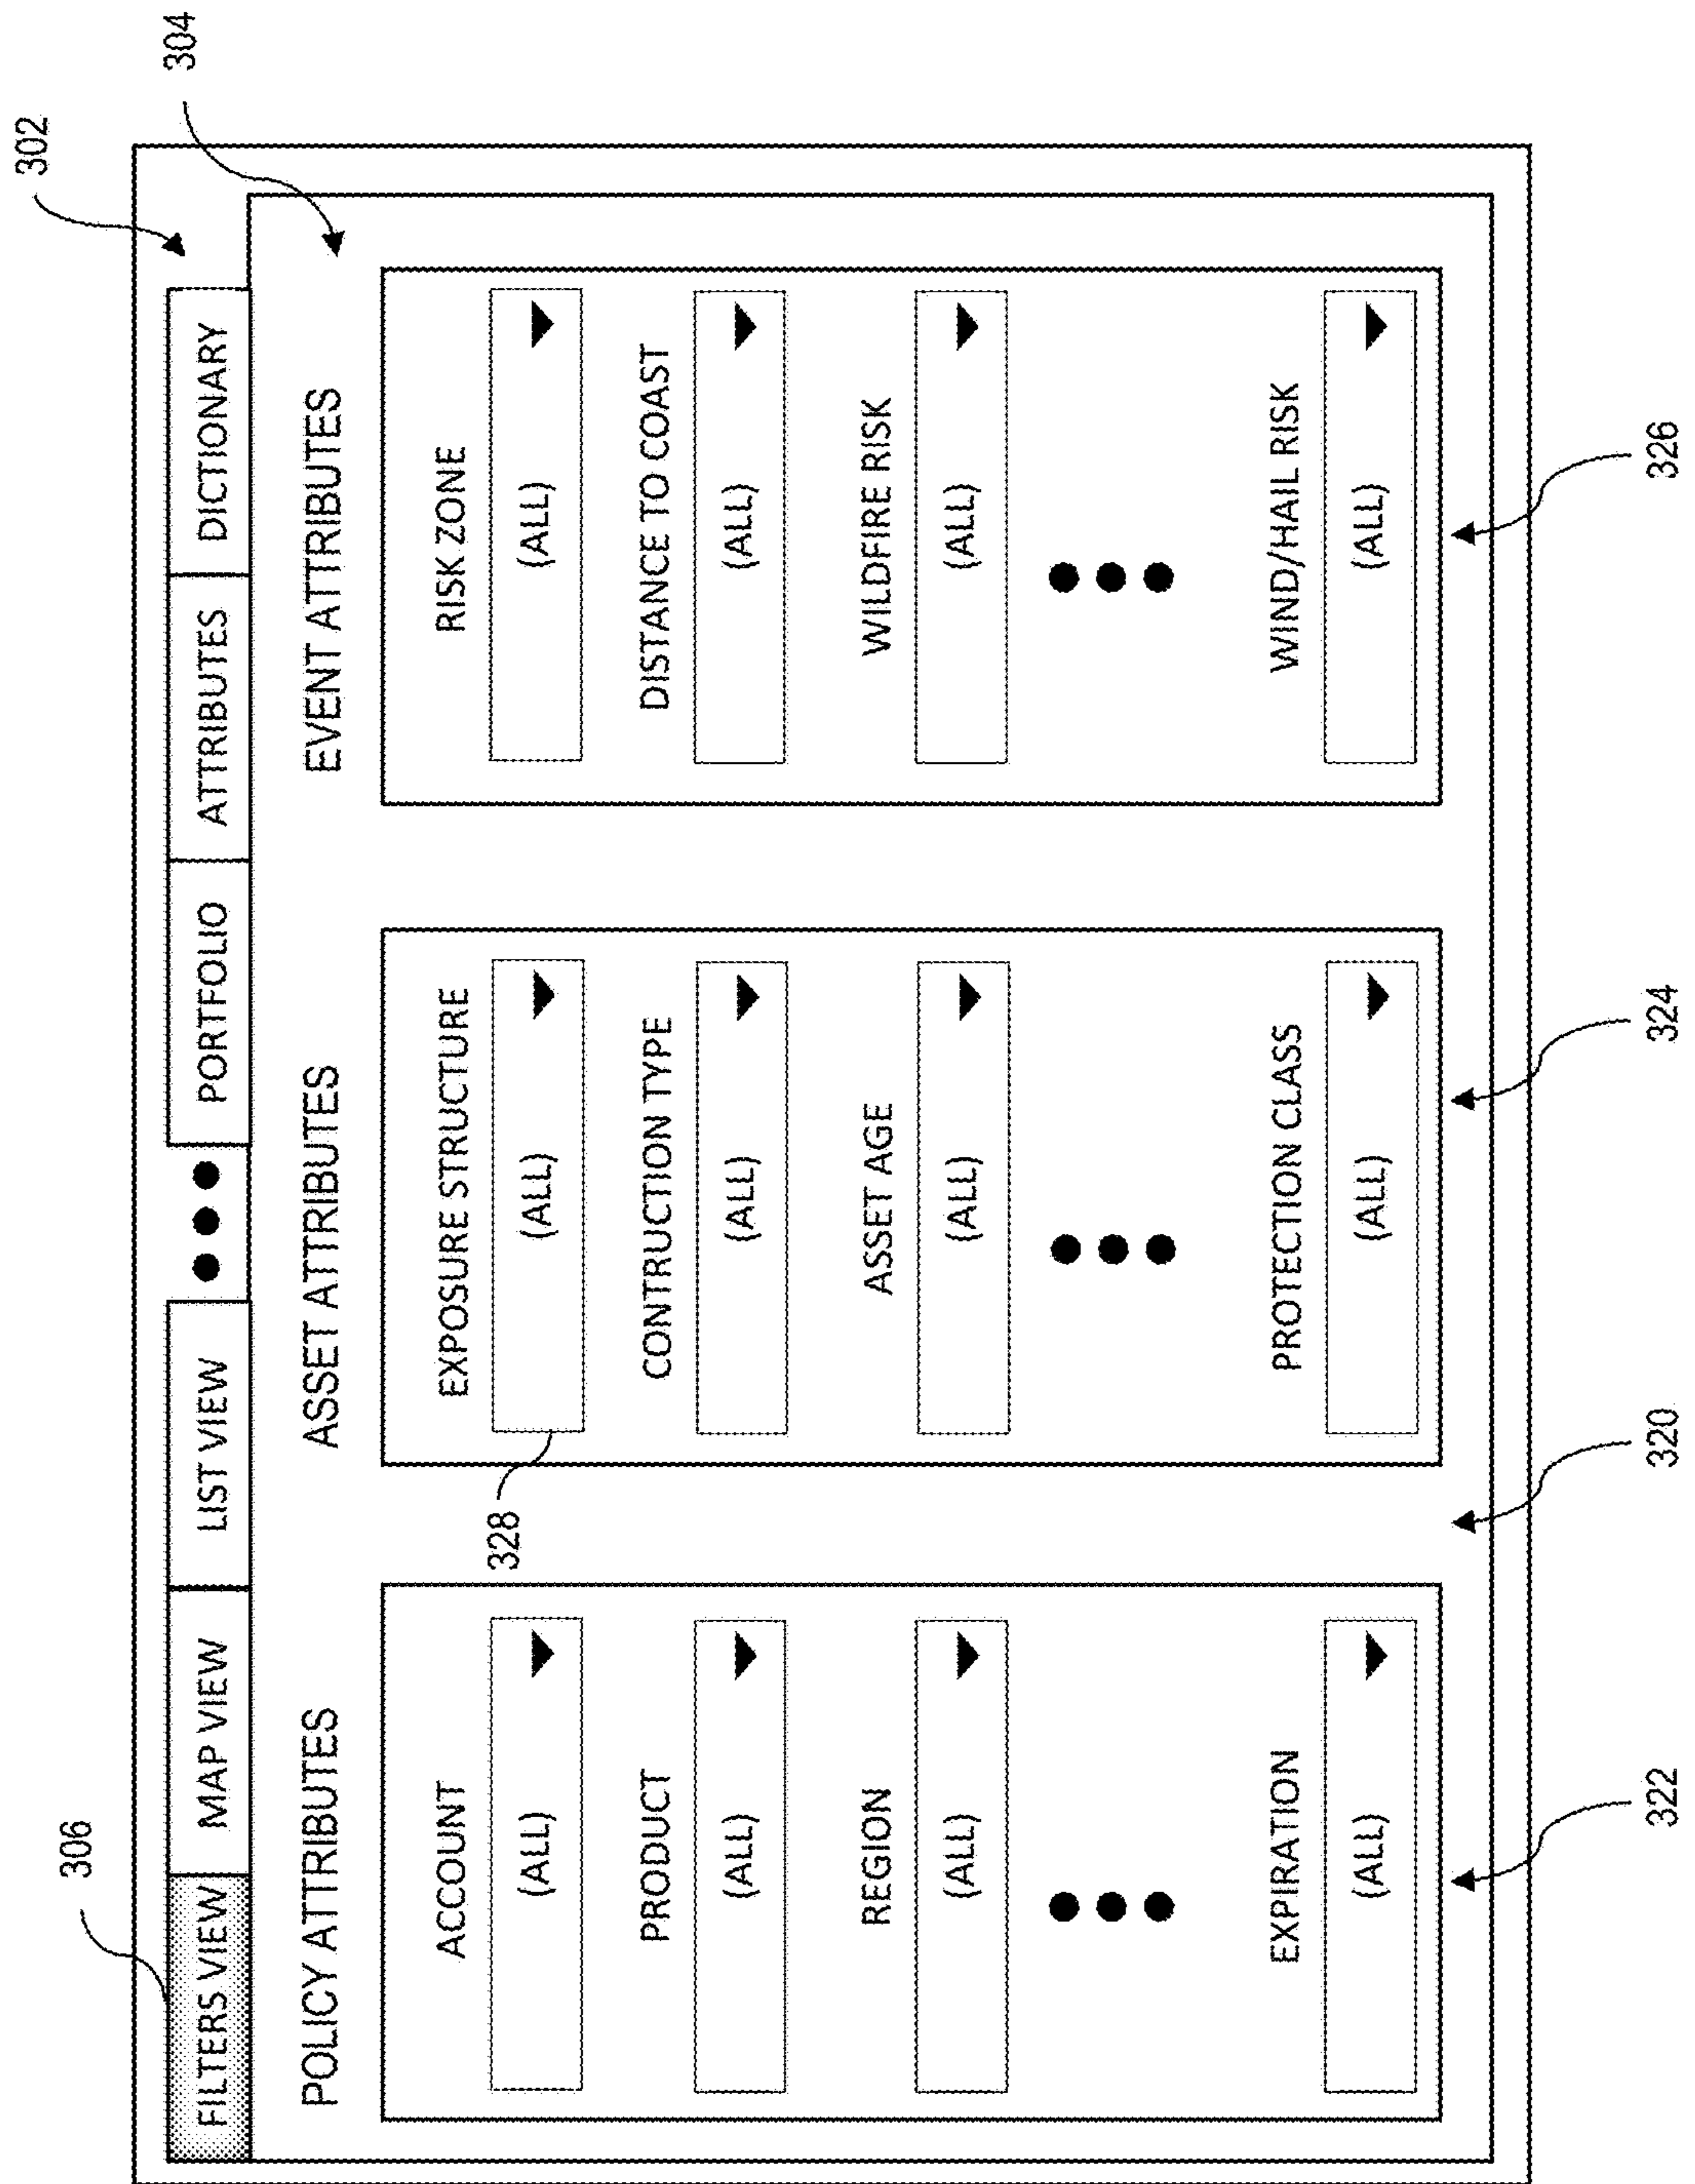 302
304
306
FILTERS VIEW MAP VIEW LIST VIEW PORTFOLIO ATTRIBUTES DICTIONARY
POLICY ATTRIBUTES
ACCOUNT
(ALL)
PRODUCT
(ALL)
REGION
(ALL)
EXPIRATION
(ALL)
ASSET ATTRIBUTES
EXPOSURE STRUCTURE
(ALL)
328
CONTRUCTION TYPE
(ALL)
ASSET AGE
(ALL)
PROTECTION CLASS
(ALL)
EVENT ATTRIBUTES
RISK ZONE
(ALL)
DISTANCE TO COAST
(ALL)
WILDFIRE RISK
(ALL)
WIND/HAIL RISK
(ALL)
322
320
324
326